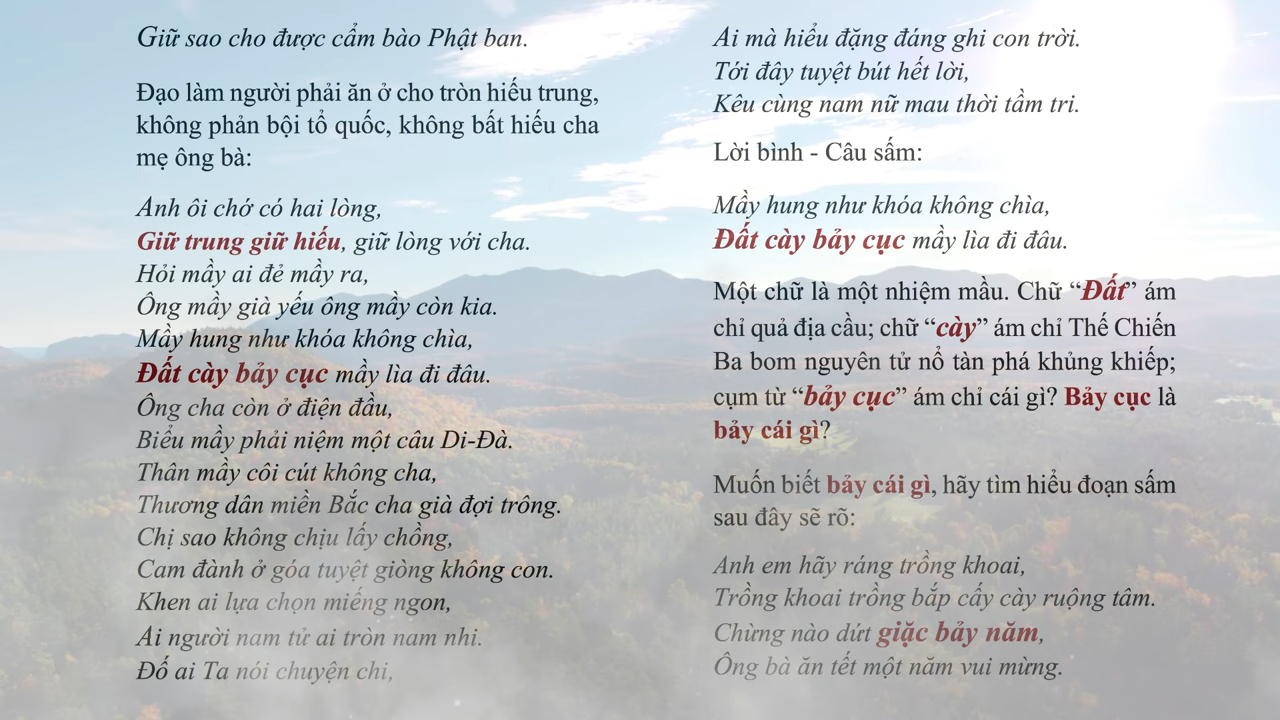 Giữ sao cho được cẩm bào Phật ban.
Đạo làm người phải ăn ở cho tròn hiếu trung,
không phản bội tổ quốc, không bất hiếu cha
mẹ ông bà:
Anh ôi chớ có hai lòng,
Giữ trung giữ hiếu, giữ lòng với cha.
Hỏi mầy ai đẻ mầy ra,
Ông mầy già yếu ông mầy còn kia.
Mầy hung như khóa không chìa,
Đất cày bảy cục mầy lìa đi đâu.
Ông cha còn ở điện đầu,
Biểu mầy phải niệm một câu Di-Đà.
Thân mầy côi cút không cha,
Thương dân miền Bắc cha già đợi trông.
Chị sao không chịu lấy chồng,
Cam đành ở góa tuyệt giòng không con.
Khen ai lựa chọn miếng ngon,
Ai người nam tử ai tròn nam nhi.
Đố ai Ta nói chuyện chi,
Ai mà hiểu đặng đáng ghi con trời.
Tới đây tuyệt bút hết lời,
Kêu cùng nam nữ mau thời tầm tri.
Lời bình - Câu sấm:
Mầy hung như khóa không chìa,
Đất cày bảy cục mầy lìa đi đâu.
Một chữ là một nhiệm mầu. Chữ “Đất” ám
chỉ quả địa cầu; chữ “cày” ám chỉ Thế Chiến
Ba bom nguyên tử nổ tàn phá khủng khiếp;
cụm từ “bảy cục” ám chỉ cái gì? Bảy cục là
bảy cái gì?
Muốn biết bảy cái gì, hãy tìm hiểu đoạn sấm
sau đây sẽ rõ:
Anh em hãy ráng trồng khoai,
Trồng khoai trồng bắp cấy cày ruộng tâm.
Chừng nào dứt giặc bảy năm,
Ông bà ăn tết một năm vui mừng.